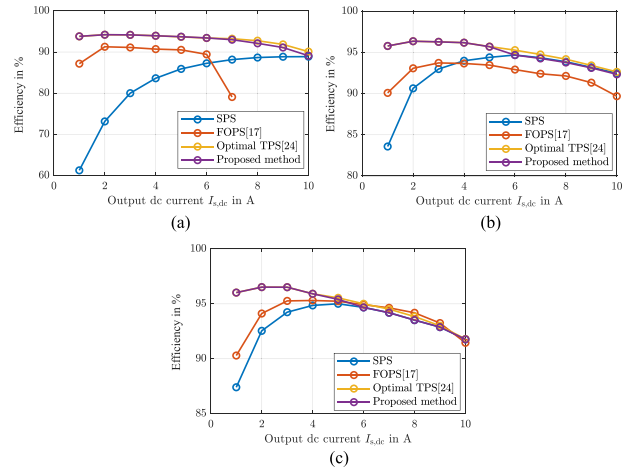 100
90
80
70
60
Efficiency in %
0
2
4
6
8
10
Output dc current I_s,dc in A
SPS
FOPS[17]
Optimal TPS[24]
Proposed method
(a)
100
95
90
85
80
Efficiency in %
0
2
4
6
8
10
Output dc current I_s,dc in A
SPS
FOPS[17]
Optimal TPS[24]
Proposed method
(b)
100
95
90
85
Efficiency in %
0
2
4
6
8
10
Output dc current I_s,dc in A
SPS
FOPS[17]
Optimal TPS[24]
Proposed method
(c)